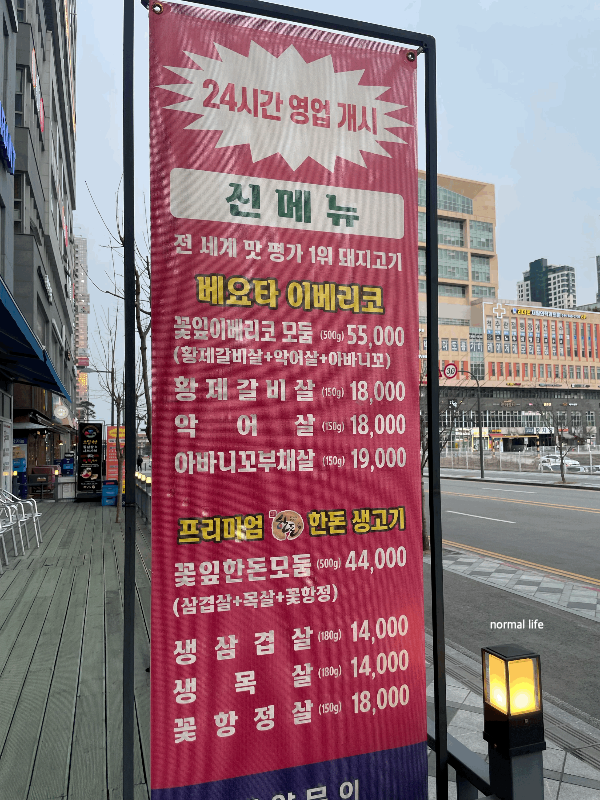 24시간 영업 개시
신메뉴
전 세계 맛 평가 1위 돼지고기
베요타 이베리코
꽃잎이베리코 모둠 (500g) 55,000
(황제갈비살+악어살+아바니꼬)
황제갈비살 (150g) 18,000
악어살 (150g) 18,000
아바니꼬부채살 (150g) 19,000
프리미엄 한돈 생고기
꽃잎한돈모둠 (500g) 44,000
(삼겹살+목살+꽃항정)
생삼겹살 (180g) 14,000
생목살 (180g) 14,000
꽃항정살 (150g) 18,000
30
normal life